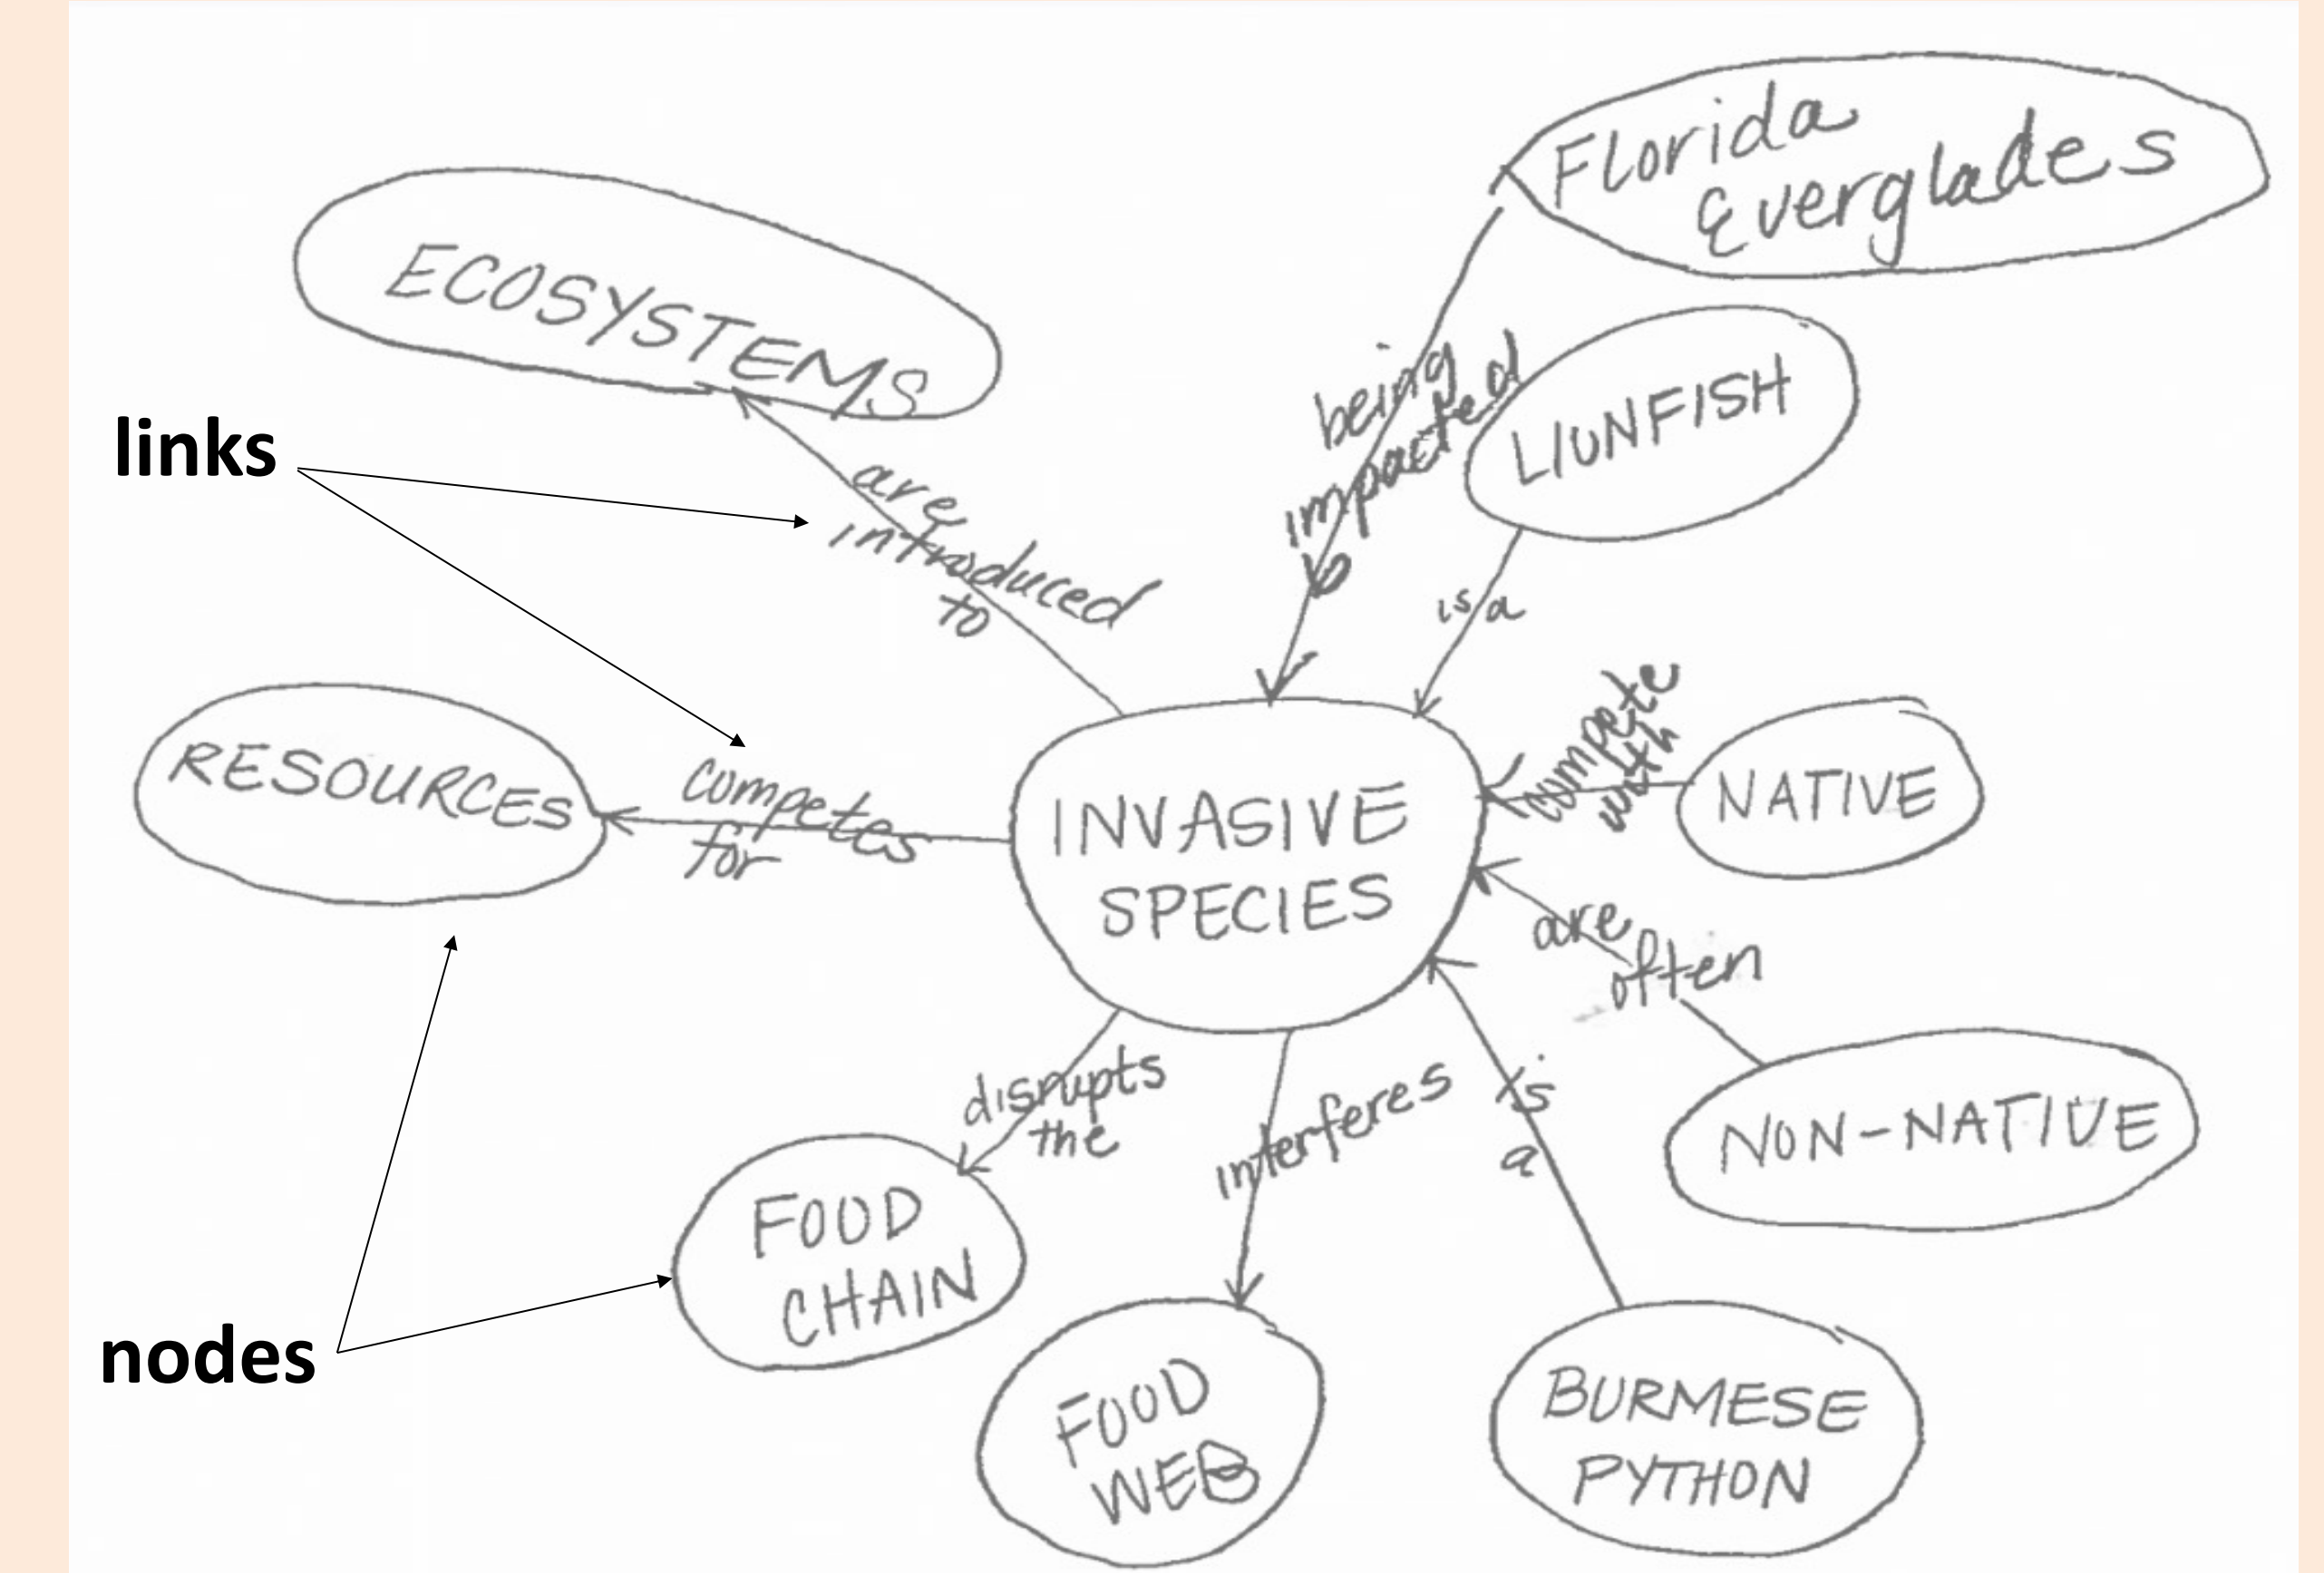 Florida
Everglades
ECOSYSTEMS
being
impacted
b
LIONFISH
links
are
introduced
to
is a
compete
with
RESOURCES
competes
for
INVASIVE
SPECIES
NATIVE
are
often
disrupts
the
interferes
is
a
NON-NATIVE
FOOD
CHAIN
nodes
FOOD
WEB
BURMESE
PYTHON